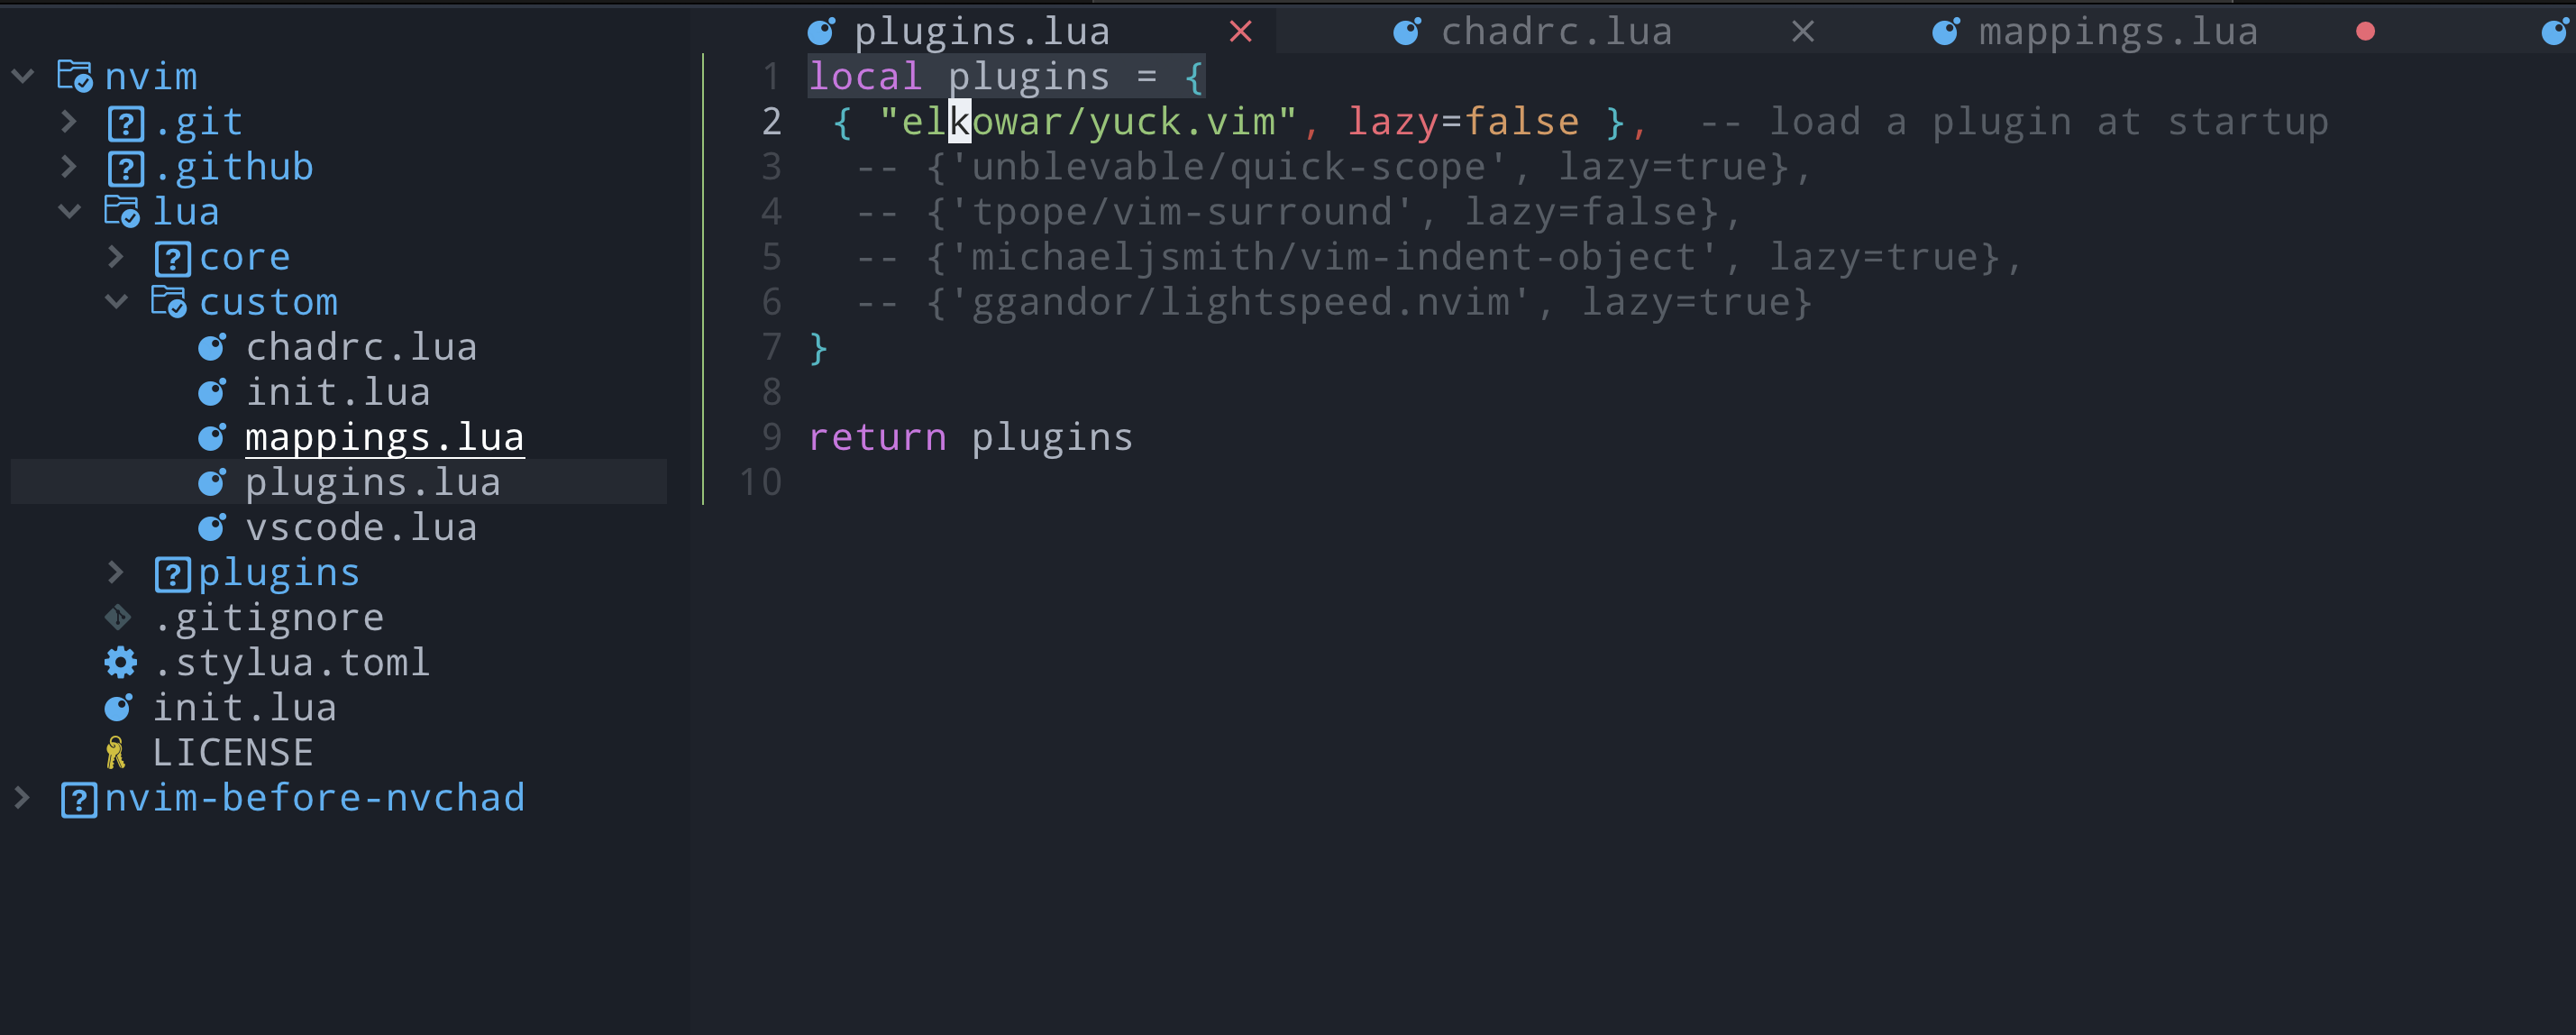 plugins.lua chadrc.lua mappings.lua
nvim
.git
.github
lua
core
custom
chadrc.lua
init.lua
mappings.lua
plugins.lua
vscode.lua
plugins
.gitignore
.stylua.toml
init.lua
LICENSE
nvim-before-nvchad
1 local plugins = {
2 { "elkowar/yuck.vim", lazy=false }, -- load a plugin at startup
3 -- {'unblevable/quick-scope', lazy=true},
4 -- {'tpope/vim-surround', lazy=false},
5 -- {'michaeljsmith/vim-indent-object', lazy=true},
6 -- {'ggandor/lightspeed.nvim', lazy=true}
7 }
8
9 return plugins
10